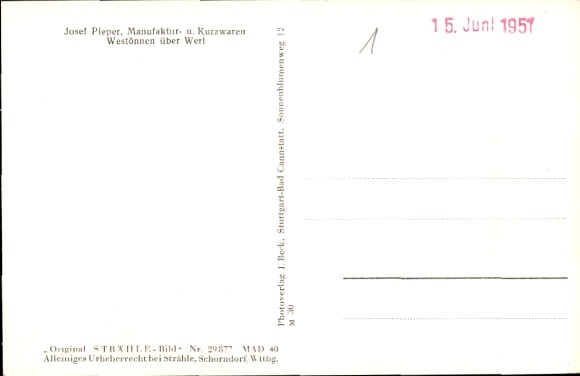 Josef Pieper, Manufaktur- u. Kurzwaren
Westönnen über Werl
15. Juni 1951
1
Photoverlag J. Beck, Stuttgart-Bad Cannstatt, Sonnenblumenweg 12
M 30
„Original STRÄHLE-Bild“ Nr. 29877 MAD 40
Alleiniges Urheberrecht bei Strähle, Schorndorf, Wttbg.